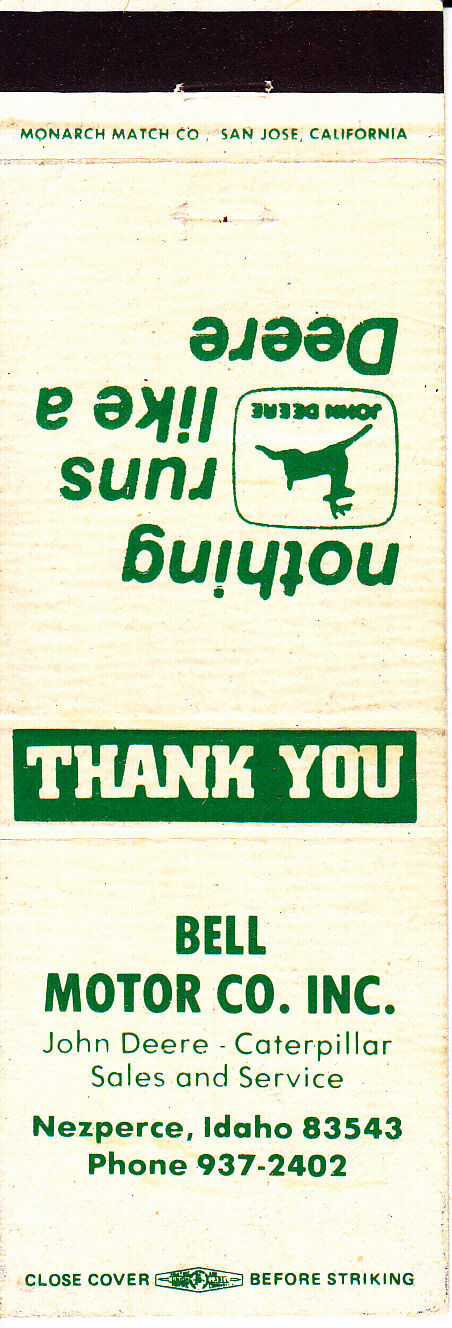 MONARCH MATCH CO., SAN JOSE, CALIFORNIA
nothing
runs
like a
Deere
JOHN DEERE
THANK YOU
BELL
MOTOR CO. INC.
John Deere - Caterpillar
Sales and Service
Nezperce, Idaho 83543
Phone 937-2402
CLOSE COVER BEFORE STRIKING